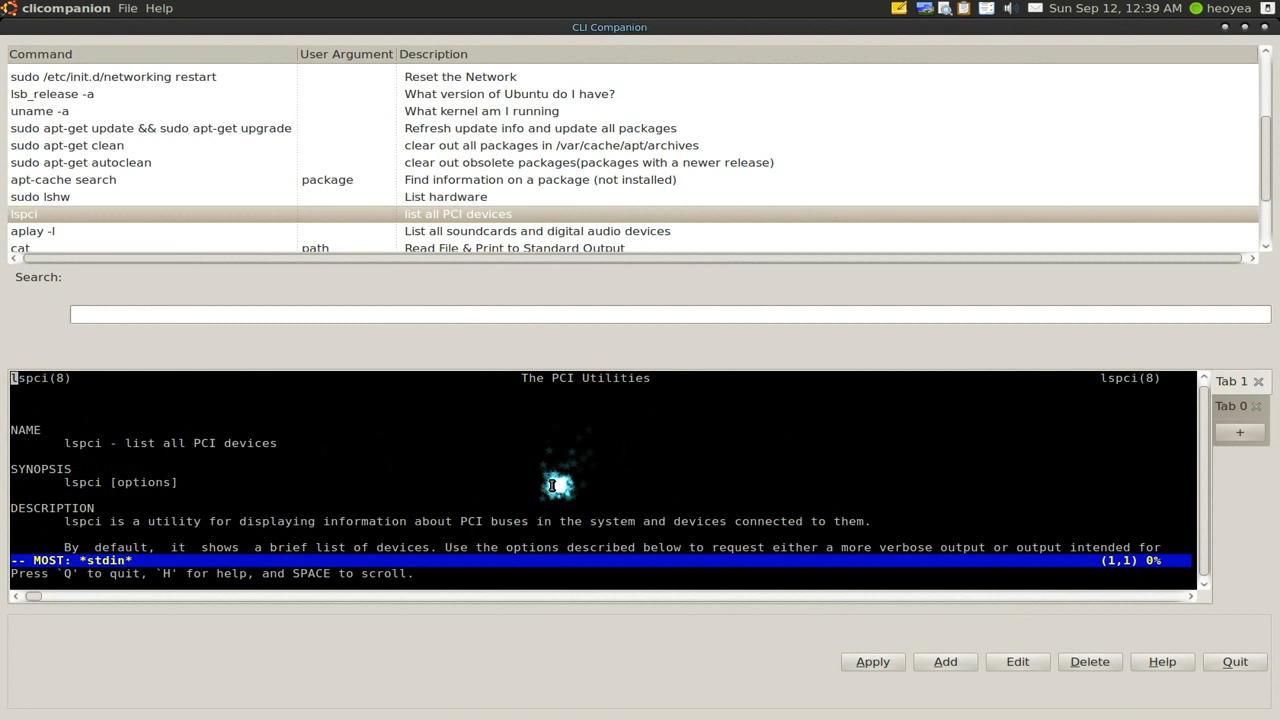 clicompanion File Help Sun Sep 12, 12:39 AM heoyea
CLI Companion
Command User Argument Description
sudo /etc/init.d/networking restart Reset the Network
lsb_release -a What version of Ubuntu do I have?
uname -a What kernel am I running
sudo apt-get update && sudo apt-get upgrade Refresh update info and update all packages
sudo apt-get clean clear out all packages in /var/cache/apt/archives
sudo apt-get autoclean clear out obsolete packages(packages with a newer release)
apt-cache search package Find information on a package (not installed)
sudo lshw List hardware
lspci list all PCI devices
aplay -l List all soundcards and digital audio devices
cat path Read File & Print to Standard Output
Search:
lspci(8) The PCI Utilities lspci(8)
Tab 1
Tab 0
+
NAME
lspci - list all PCI devices
SYNOPSIS
lspci [options]
DESCRIPTION
lspci is a utility for displaying information about PCI buses in the system and devices connected to them.
By default, it shows a brief list of devices. Use the options described below to request either a more verbose output or output intended for
-- MOST: *stdin* (1,1) 0%
Press `Q' to quit, `H' for help, and SPACE to scroll.
Apply Add Edit Delete Help Quit